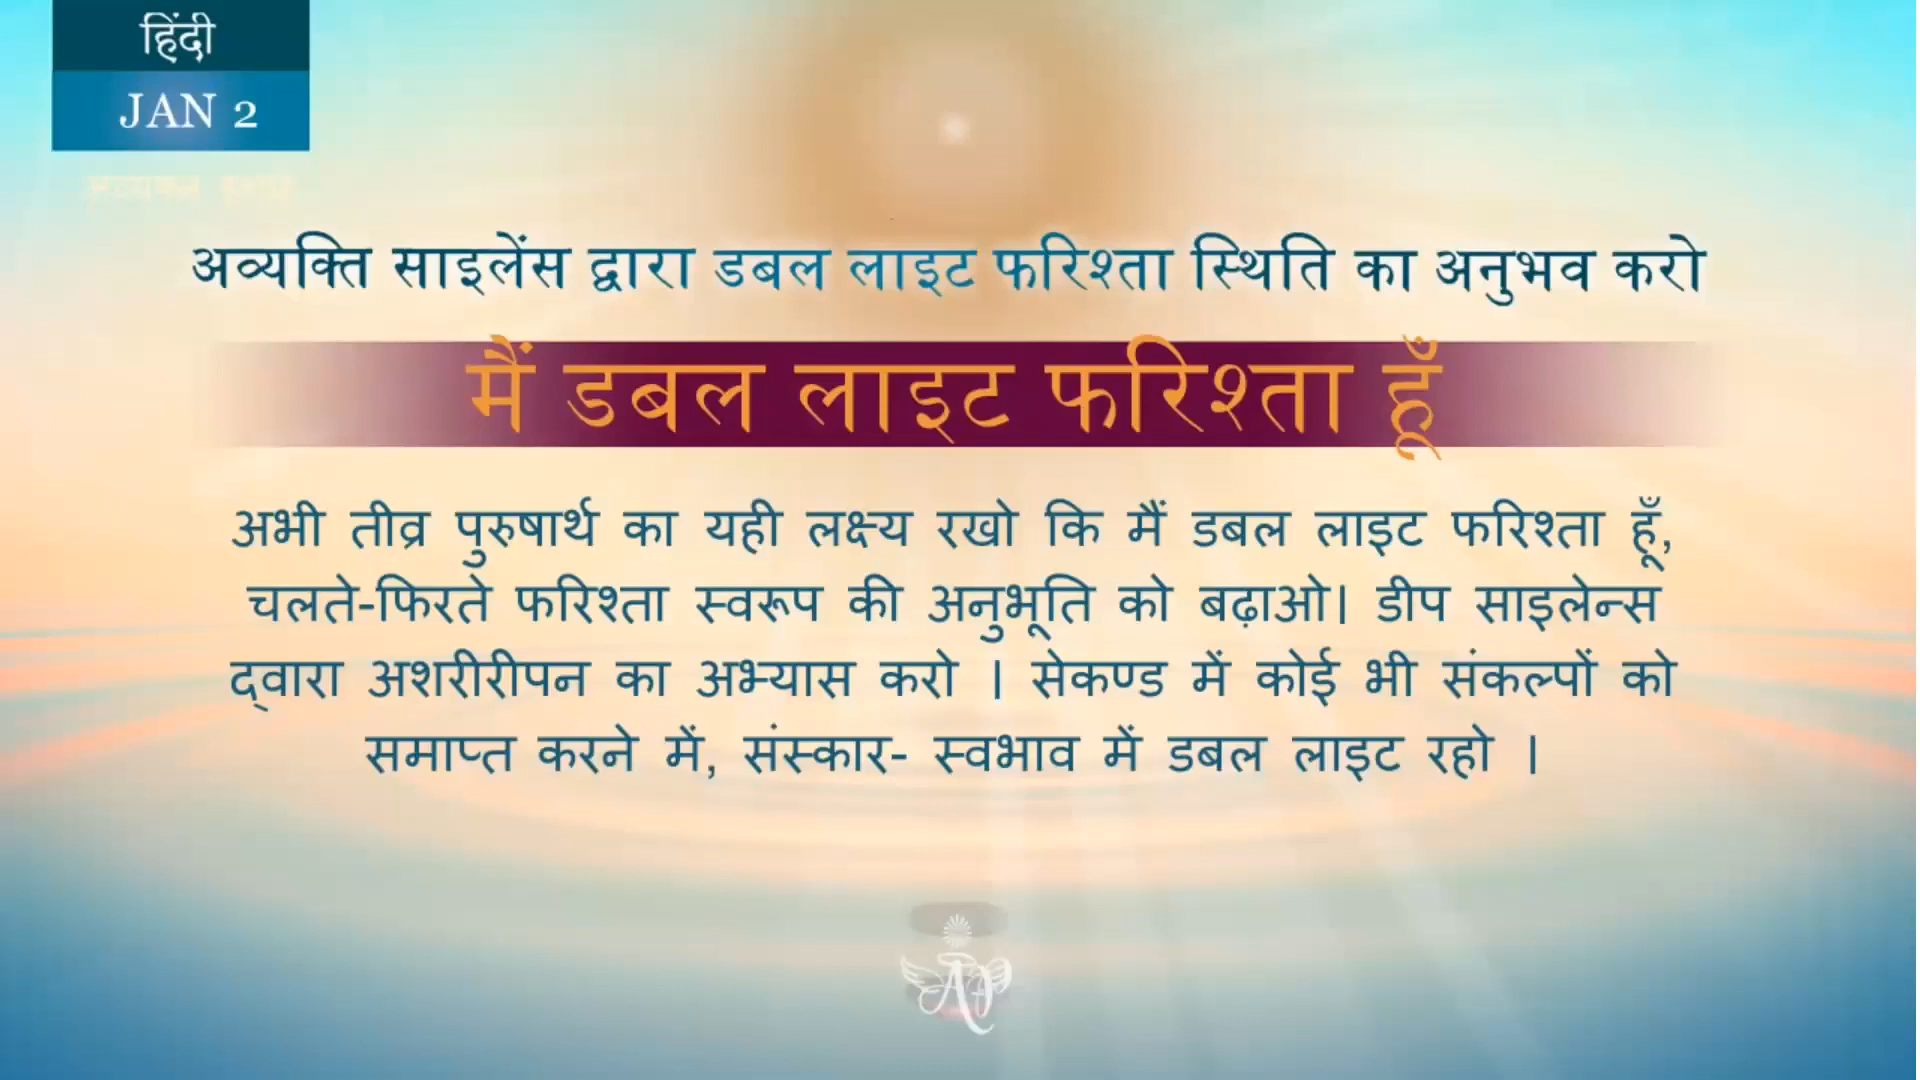 हिंदी
JAN 2
अव्यक्ति साइलेंस द्वारा डबल लाइट फरिश्ता स्थिति का अनुभव करो
मैं डबल लाइट फरिश्ता हूँ
अभी तीव्र पुरुषार्थ का यही लक्ष्य रखो कि मैं डबल लाइट फरिश्ता हूँ,
चलते-फिरते फरिश्ता स्वरूप की अनुभूति को बढ़ाओ। डीप साइलेन्स
द्वारा अशरीरीपन का अभ्यास करो । सेकण्ड में कोई भी संकल्पों को
समाप्त करने में, संस्कार- स्वभाव में डबल लाइट रहो ।
AP